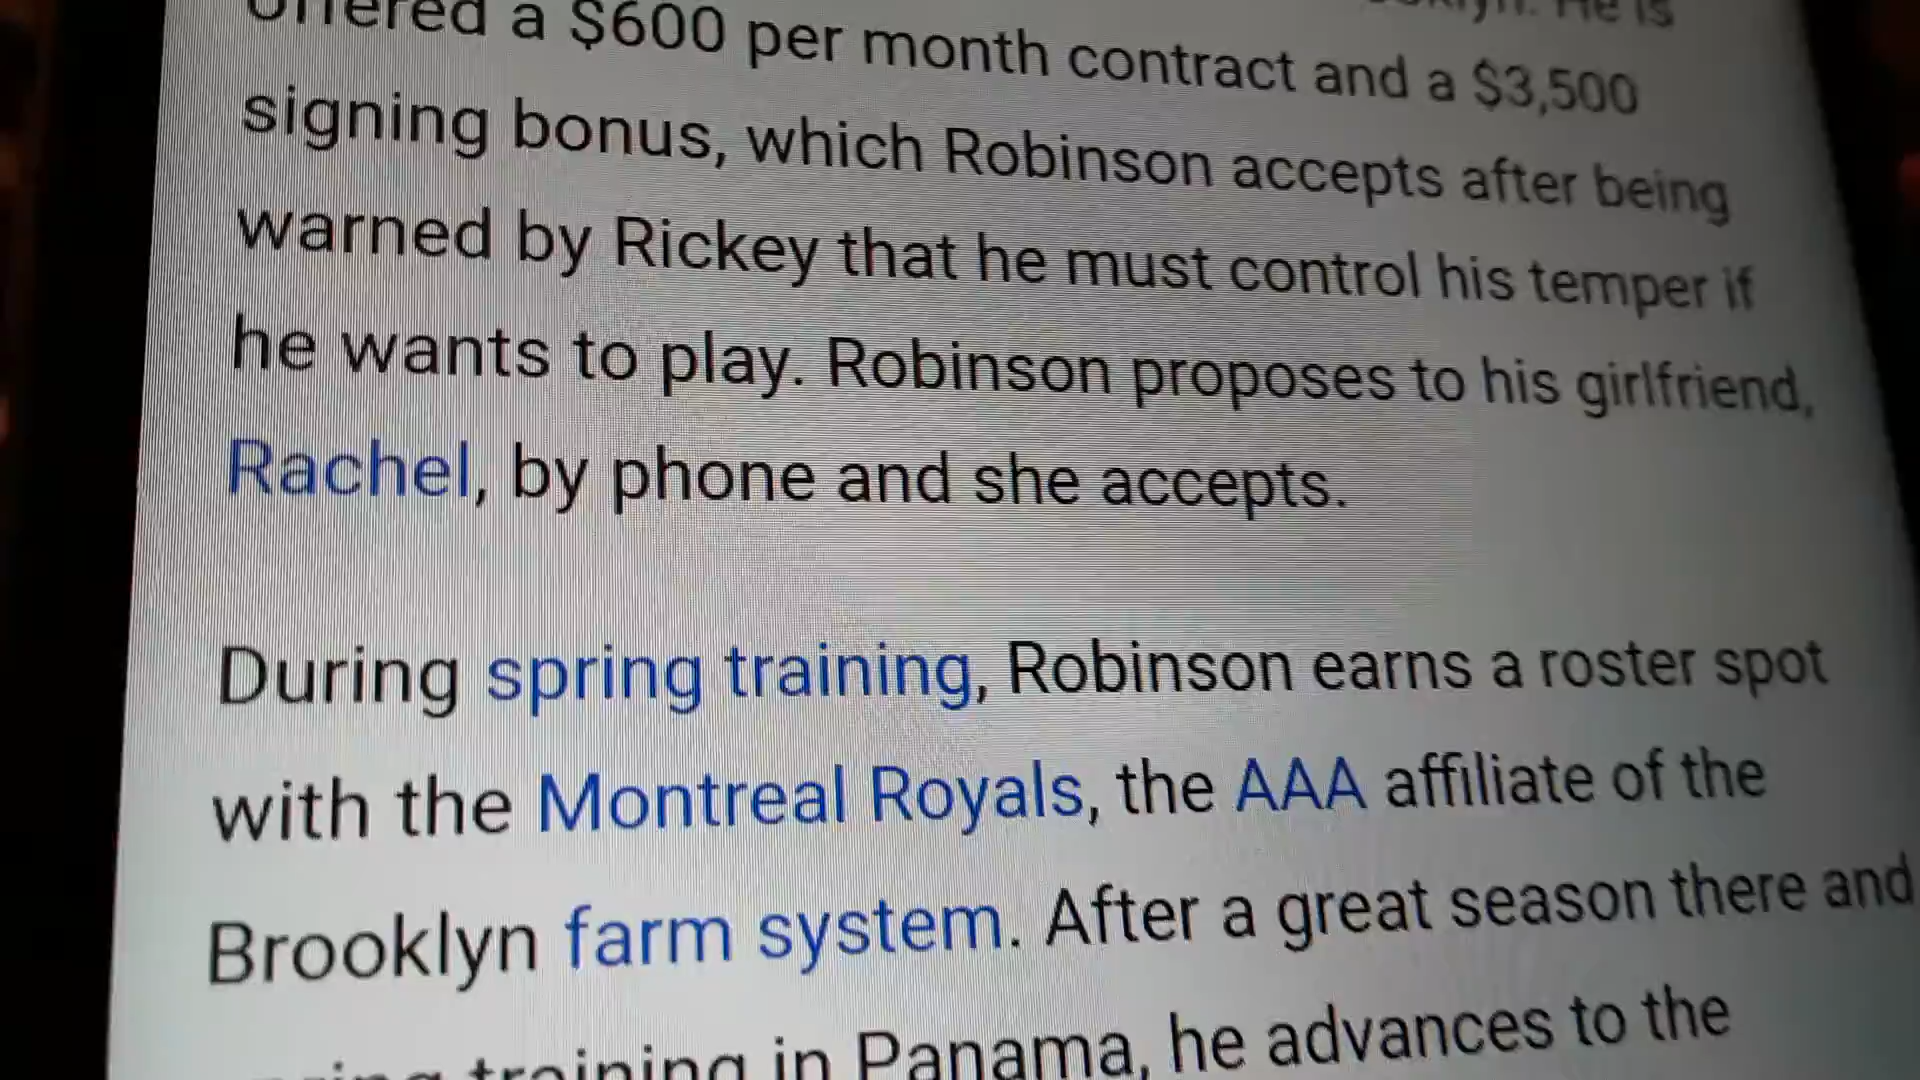 He is
offered a $600 per month contract and a $3,500
signing bonus, which Robinson accepts after being
warned by Rickey that he must control his temper if
he wants to play. Robinson proposes to his girlfriend,
Rachel, by phone and she accepts.
During spring training, Robinson earns a roster spot
with the Montreal Royals, the AAA affiliate of the
Brooklyn farm system. After a great season there and
training in Panama, he advances to the